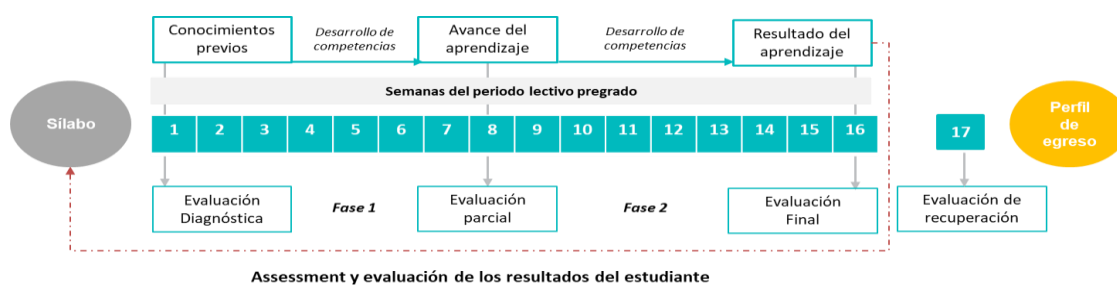 Conocimientos
previos
Desarrollo de
competencias
Avance del
aprendizaje
Desarrollo de
competencias
Resultado del
aprendizaje
Semanas del periodo lectivo pregrado
Sílabo
1 2 3 4 5 6 7 8 9 10 11 12 13 14 15 16
17
Perfil
de
egreso
Evaluación
Diagnóstica
Fase 1
Evaluación
parcial
Fase 2
Evaluación
Final
Evaluación de
recuperación
Assessment y evaluación de los resultados del estudiante